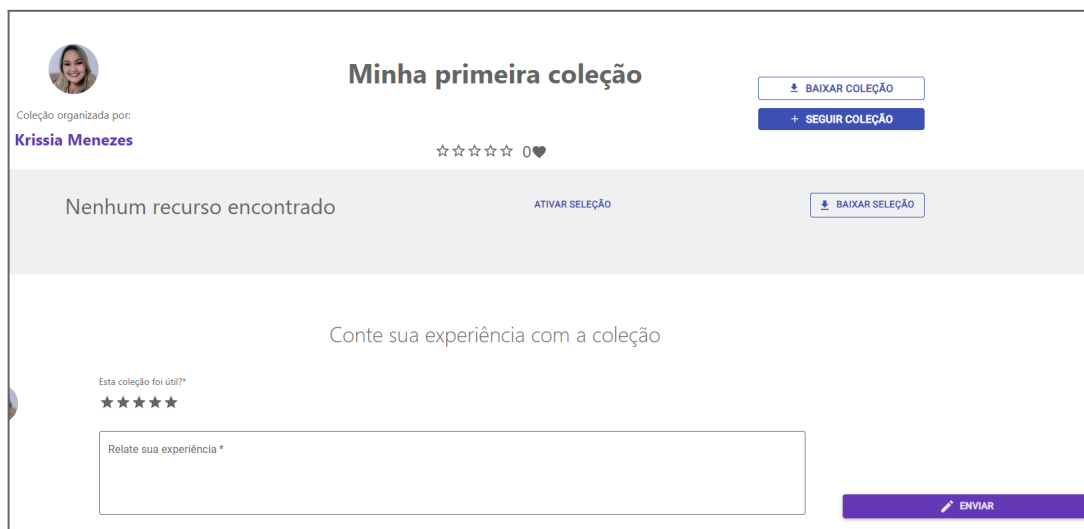 Minha primeira coleção
BAIXAR COLEÇÃO
+ SEGUIR COLEÇÃO
Coleção organizada por:
Krissia Menezes
0
Nenhum recurso encontrado
ATIVAR SELEÇÃO
BAIXAR SELEÇÃO
Conte sua experiência com a coleção
Esta coleção foi útil?*
Relate sua experiência *
ENVIAR